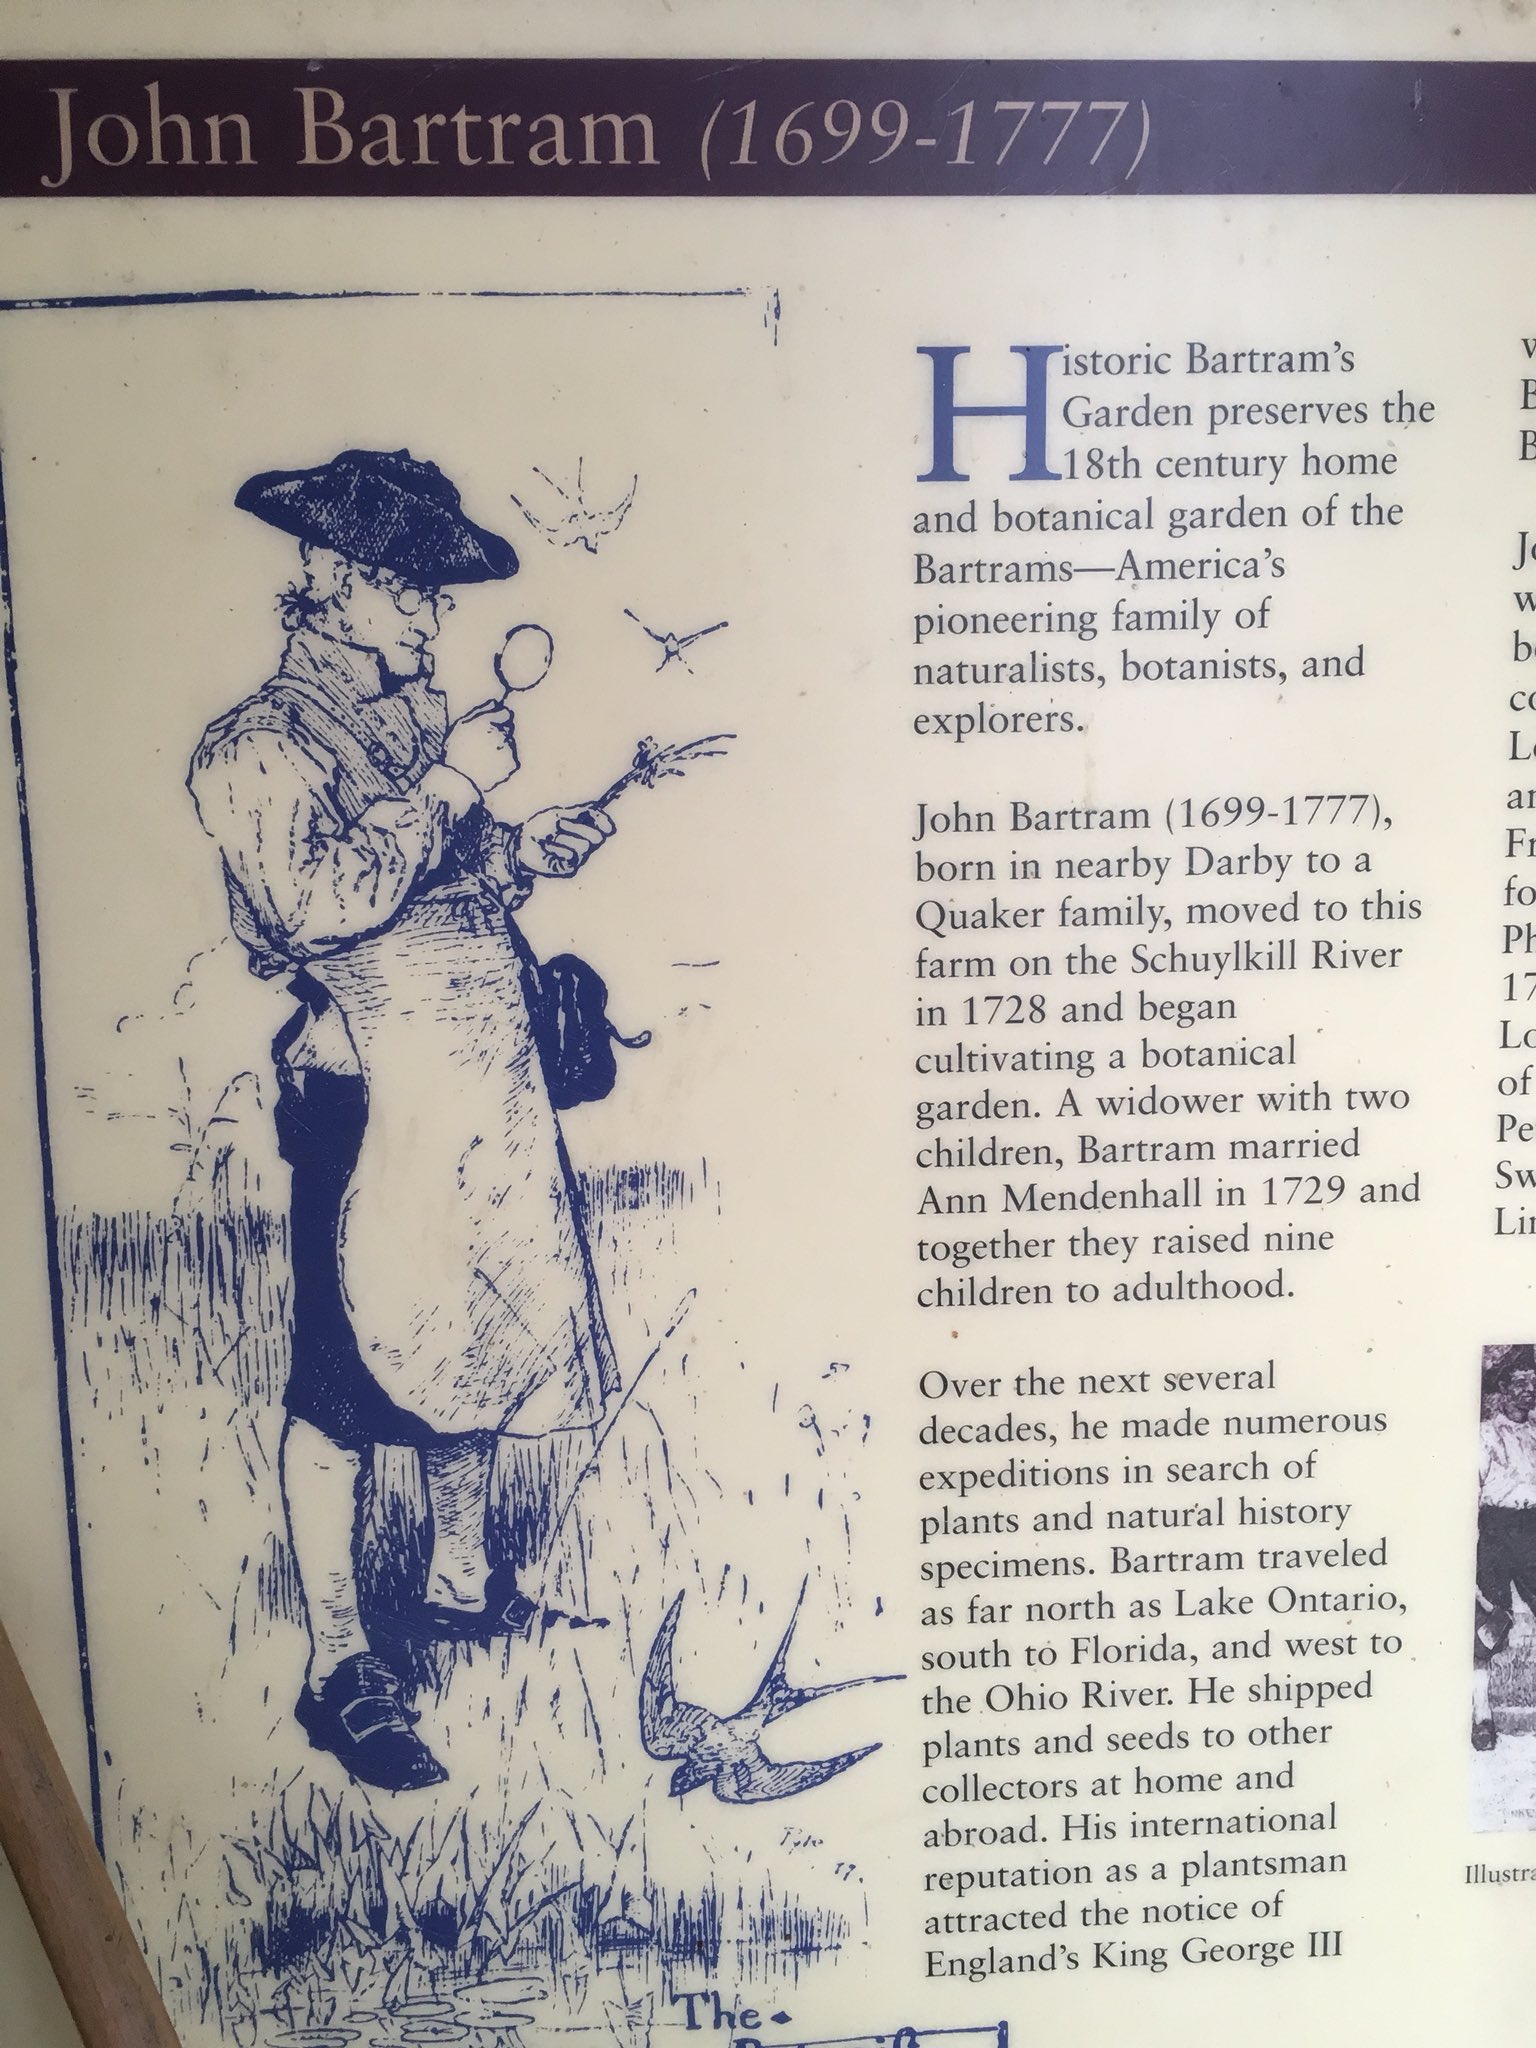 John Bartram (1699-1777)
Historic Bartram's
Garden preserves the
18th century home
and botanical garden of the
Bartrams—America's
pioneering family of
naturalists, botanists, and
explorers.
John Bartram (1699-1777),
born in nearby Darby to a
Quaker family, moved to this
farm on the Schuylkill River
in 1728 and began
cultivating a botanical
garden. A widower with two
children, Bartram married
Ann Mendenhall in 1729 and
together they raised nine
children to adulthood.
Over the next several
decades, he made numerous
expeditions in search of
plants and natural history
specimens. Bartram traveled
as far north as Lake Ontario,
south to Florida, and west to
the Ohio River. He shipped
plants and seeds to other
collectors at home and
abroad. His international
reputation as a plantsman
attracted the notice of
England's King George III
The